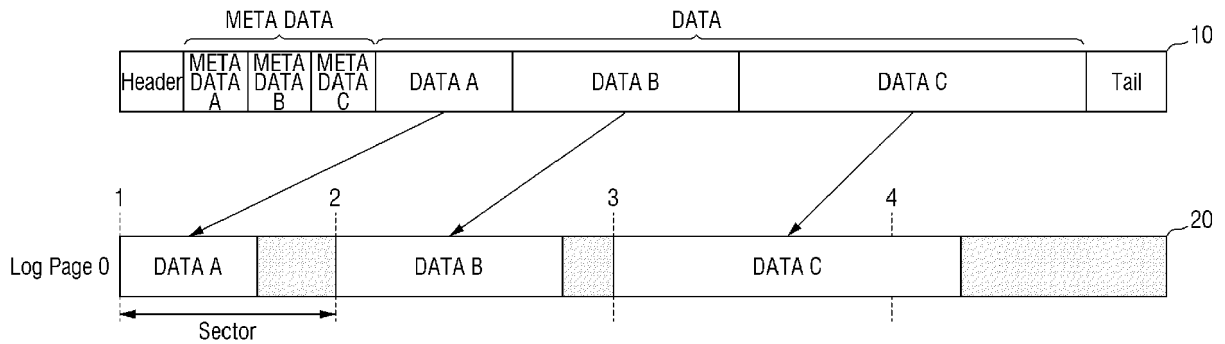 META DATA
DATA
10
Header
META
DATA
A
META
DATA
B
META
DATA
C
DATA A
DATA B
DATA C
Tail
1
2
3
4
20
Log Page 0
DATA A
DATA B
DATA C
Sector